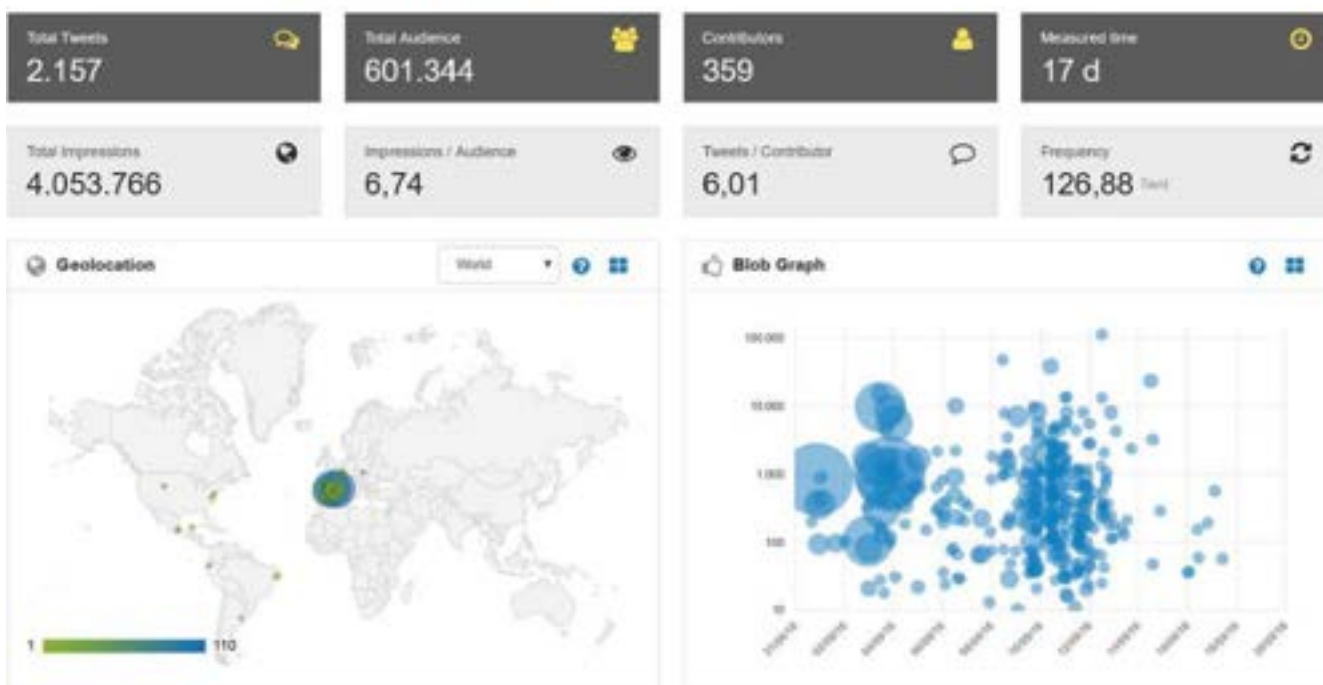 Total Tweets
2.157
Total Audience
601.344
Contributors
359
Measured time
17 d
Total Impressions
4.053.766
Impressions / Audience
6,74
Tweets / Contributor
6,01
Frequency
126,88
Geolocation
World
Blob Graph
100.000
10.000
1.000
100
10
1
110